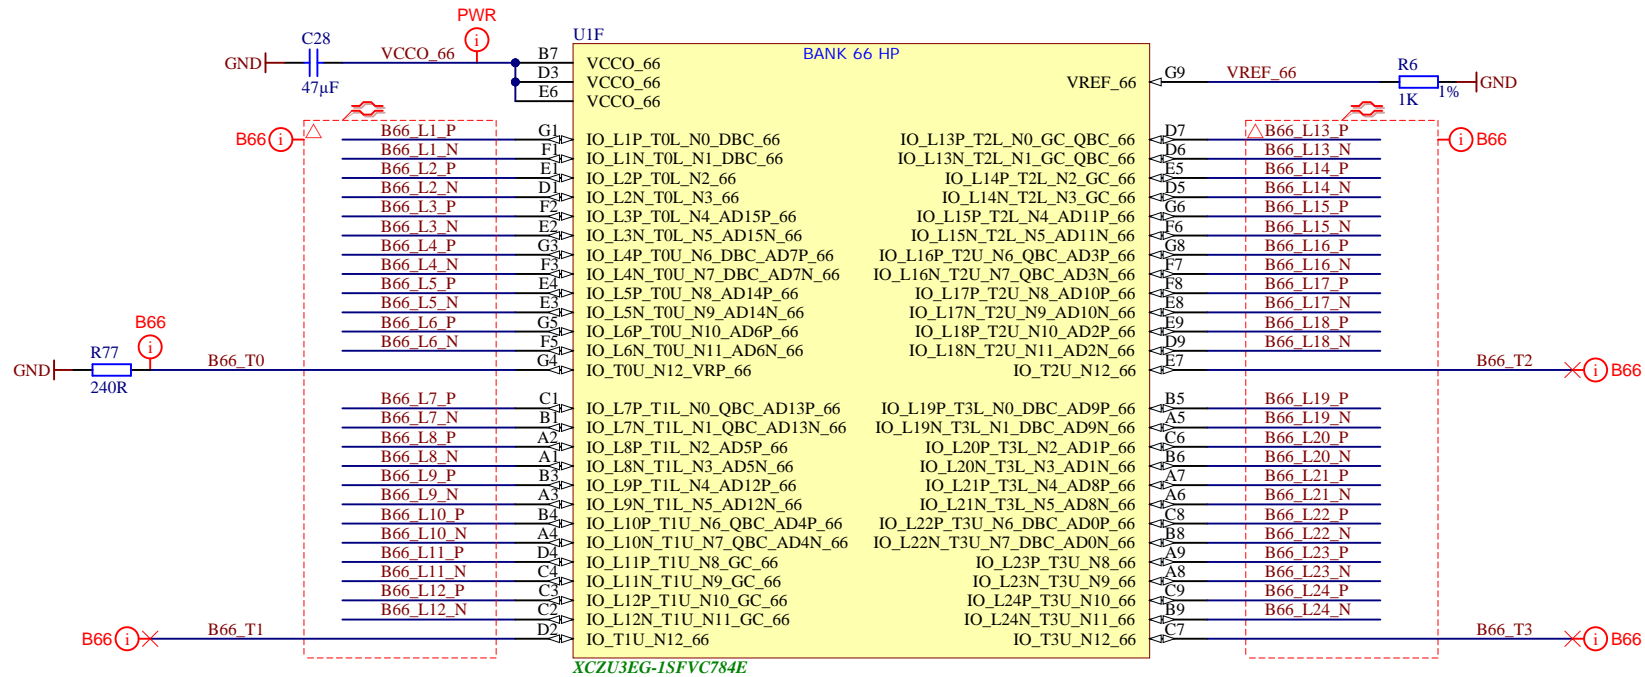 PWR
U1F
C28
GND
VCCO_66
47µF
BANK 66 HP
B7 VCCO_66
D3 VCCO_66
E6 VCCO_66
VREF_66 G9 VREF_66
R6
1K
1%
GND
B66
B66
B66_L1_P G1 IO_L1P_T0L_N0_DBC_66 IO_L13P_T2L_N0_GC_QBC_66 D7 B66_L13_P
B66_L1_N F1 IO_L1N_T0L_N1_DBC_66 IO_L13N_T2L_N1_GC_QBC_66 D6 B66_L13_N
B66_L2_P E1 IO_L2P_T0L_N2_66 IO_L14P_T2L_N2_GC_66 E5 B66_L14_P
B66_L2_N D1 IO_L2N_T0L_N3_66 IO_L14N_T2L_N3_GC_66 D5 B66_L14_N
B66_L3_P F2 IO_L3P_T0L_N4_AD15P_66 IO_L15P_T2L_N4_AD11P_66 G6 B66_L15_P
B66_L3_N E2 IO_L3N_T0L_N5_AD15N_66 IO_L15N_T2L_N5_AD11N_66 F6 B66_L15_N
B66_L4_P G3 IO_L4P_T0U_N6_DBC_AD7P_66 IO_L16P_T2U_N6_QBC_AD3P_66 G8 B66_L16_P
B66_L4_N F3 IO_L4N_T0U_N7_DBC_AD7N_66 IO_L16N_T2U_N7_QBC_AD3N_66 F7 B66_L16_N
B66_L5_P E4 IO_L5P_T0U_N8_AD14P_66 IO_L17P_T2U_N8_AD10P_66 F8 B66_L17_P
B66_L5_N E3 IO_L5N_T0U_N9_AD14N_66 IO_L17N_T2U_N9_AD10N_66 E8 B66_L17_N
B66_L6_P G5 IO_L6P_T0U_N10_AD6P_66 IO_L18P_T2U_N10_AD2P_66 E9 B66_L18_P
B66_L6_N F5 IO_L6N_T0U_N11_AD6N_66 IO_L18N_T2U_N11_AD2N_66 D9 B66_L18_N
B66
R77
GND
240R
B66_T0 G4 IO_T0U_N12_VRP_66 IO_T2U_N12_66 E7 B66_T2 B66
B66_L7_P C1 IO_L7P_T1L_N0_QBC_AD13P_66 IO_L19P_T3L_N0_DBC_AD9P_66 B5 B66_L19_P
B66_L7_N B1 IO_L7N_T1L_N1_QBC_AD13N_66 IO_L19N_T3L_N1_DBC_AD9N_66 A5 B66_L19_N
B66_L8_P A2 IO_L8P_T1L_N2_AD5P_66 IO_L20P_T3L_N2_AD1P_66 C6 B66_L20_P
B66_L8_N A1 IO_L8N_T1L_N3_AD5N_66 IO_L20N_T3L_N3_AD1N_66 B6 B66_L20_N
B66_L9_P B3 IO_L9P_T1L_N4_AD12P_66 IO_L21P_T3L_N4_AD8P_66 A7 B66_L21_P
B66_L9_N A3 IO_L9N_T1L_N5_AD12N_66 IO_L21N_T3L_N5_AD8N_66 A6 B66_L21_N
B66_L10_P B4 IO_L10P_T1U_N6_QBC_AD4P_66 IO_L22P_T3U_N6_DBC_AD0P_66 C8 B66_L22_P
B66_L10_N A4 IO_L10N_T1U_N7_QBC_AD4N_66 IO_L22N_T3U_N7_DBC_AD0N_66 B8 B66_L22_N
B66_L11_P D4 IO_L11P_T1U_N8_GC_66 IO_L23P_T3U_N8_66 A9 B66_L23_P
B66_L11_N C4 IO_L11N_T1U_N9_GC_66 IO_L23N_T3U_N9_66 A8 B66_L23_N
B66_L12_P C3 IO_L12P_T1U_N10_GC_66 IO_L24P_T3U_N10_66 C9 B66_L24_P
B66_L12_N C2 IO_L12N_T1U_N11_GC_66 IO_L24N_T3U_N11_66 B9 B66_L24_N
B66 B66_T1 D2 IO_T1U_N12_66 IO_T3U_N12_66 C7 B66_T3 B66
XCZU3EG-1SFVC784E